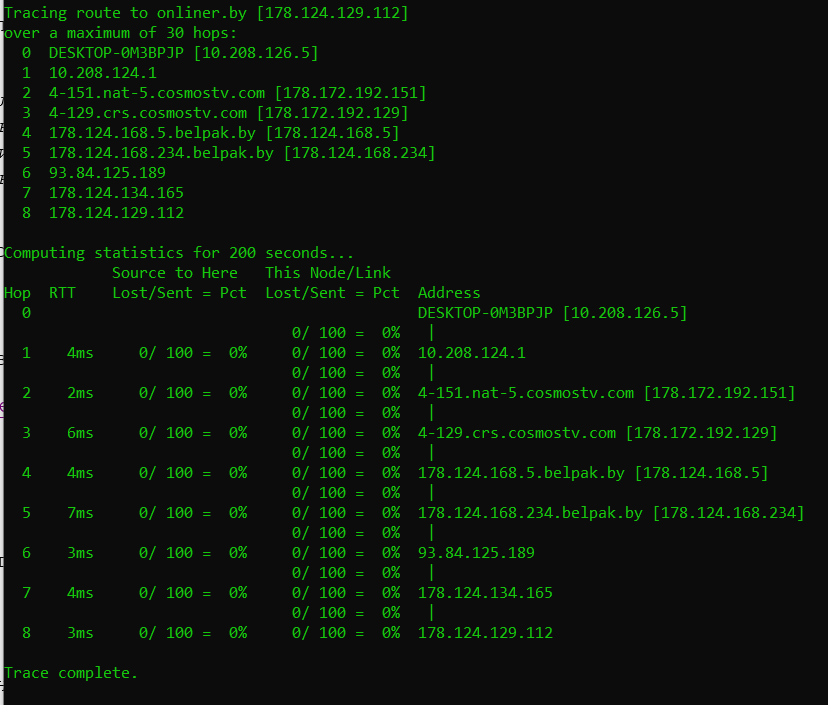 Tracing route to onliner.by [178.124.129.112]
over a maximum of 30 hops:
  0  DESKTOP-0M3BPJP [10.208.126.5]
  1  10.208.124.1
  2  4-151.nat-5.cosmostv.com [178.172.192.151]
  3  4-129.crs.cosmostv.com [178.172.192.129]
  4  178.124.168.5.belpak.by [178.124.168.5]
  5  178.124.168.234.belpak.by [178.124.168.234]
  6  93.84.125.189
  7  178.124.134.165
  8  178.124.129.112

Computing statistics for 200 seconds...
            Source to Here   This Node/Link
Hop  RTT    Lost/Sent = Pct  Lost/Sent = Pct  Address
  0                                           DESKTOP-0M3BPJP [10.208.126.5]
                                0/ 100 =  0%   |
  1    4ms     0/ 100 =  0%     0/ 100 =  0%  10.208.124.1
                                0/ 100 =  0%   |
  2    2ms     0/ 100 =  0%     0/ 100 =  0%  4-151.nat-5.cosmostv.com [178.172.192.151]
                                0/ 100 =  0%   |
  3    6ms     0/ 100 =  0%     0/ 100 =  0%  4-129.crs.cosmostv.com [178.172.192.129]
                                0/ 100 =  0%   |
  4    4ms     0/ 100 =  0%     0/ 100 =  0%  178.124.168.5.belpak.by [178.124.168.5]
                                0/ 100 =  0%   |
  5    7ms     0/ 100 =  0%     0/ 100 =  0%  178.124.168.234.belpak.by [178.124.168.234]
                                0/ 100 =  0%   |
  6    3ms     0/ 100 =  0%     0/ 100 =  0%  93.84.125.189
                                0/ 100 =  0%   |
  7    4ms     0/ 100 =  0%     0/ 100 =  0%  178.124.134.165
                                0/ 100 =  0%   |
  8    3ms     0/ 100 =  0%     0/ 100 =  0%  178.124.129.112

Trace complete.